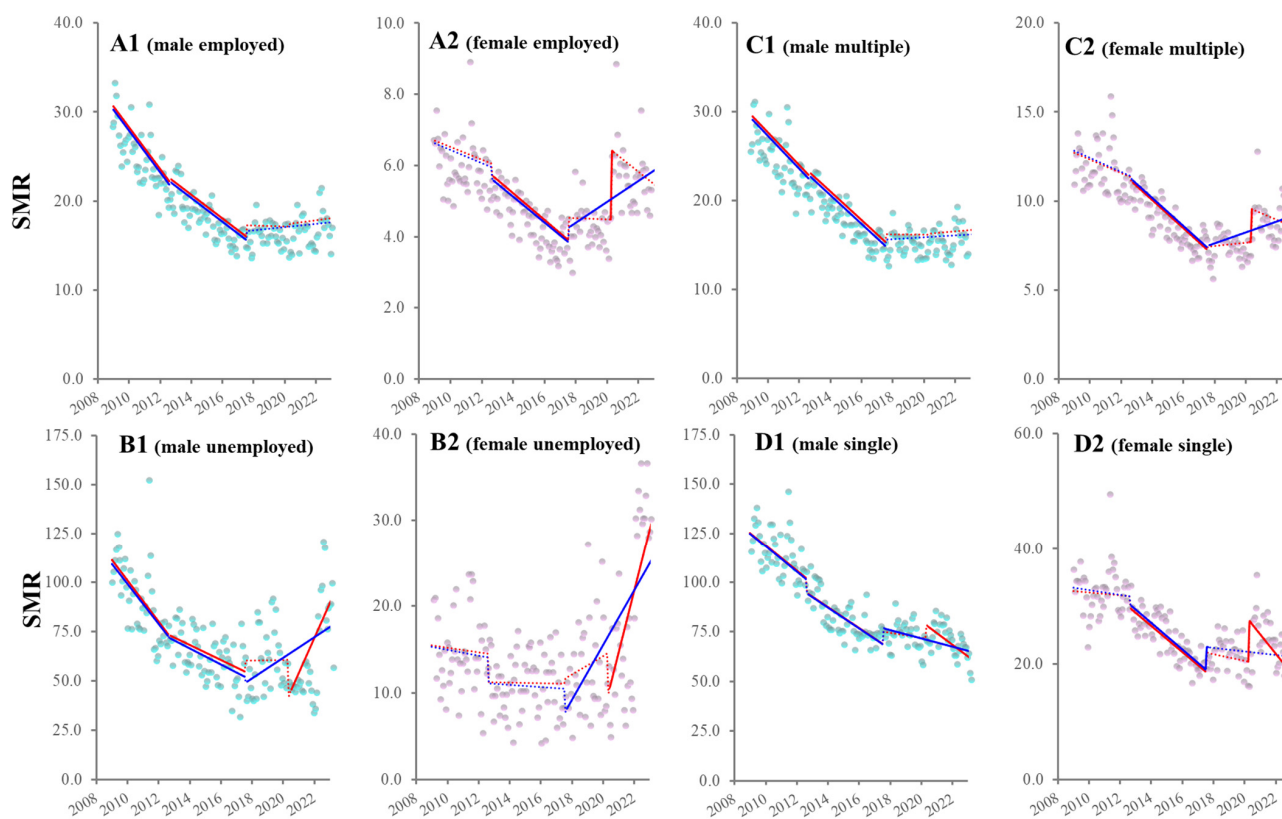 A1 (male employed)
A2 (female employed)
C1 (male multiple)
C2 (female multiple)
SMR
40.0
30.0
20.0
10.0
0.0
10.0
8.0
6.0
4.0
2.0
0.0
40.0
30.0
20.0
10.0
0.0
20.0
15.0
10.0
5.0
0.0
2008 2010 2012 2014 2016 2018 2020 2022
2008 2010 2012 2014 2016 2018 2020 2022
2008 2010 2012 2014 2016 2018 2020 2022
2008 2010 2012 2014 2016 2018 2020 2022
B1 (male unemployed)
B2 (female unemployed)
D1 (male single)
D2 (female single)
SMR
175.0
150.0
125.0
100.0
75.0
50.0
25.0
0.0
40.0
30.0
20.0
10.0
0.0
175.0
150.0
125.0
100.0
75.0
50.0
25.0
0.0
60.0
40.0
20.0
0.0
2008 2010 2012 2014 2016 2018 2020 2022
2008 2010 2012 2014 2016 2018 2020 2022
2008 2010 2012 2014 2016 2018 2020 2022
2008 2010 2012 2014 2016 2018 2020 2022